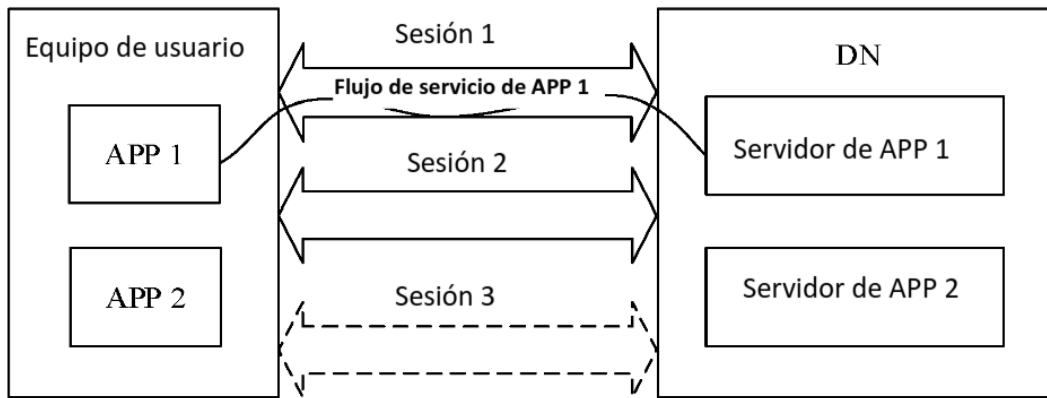 Equipo de usuario
Sesión 1
DN
Flujo de servicio de APP 1
APP 1
Servidor de APP 1
Sesión 2
APP 2
Sesión 3
Servidor de APP 2